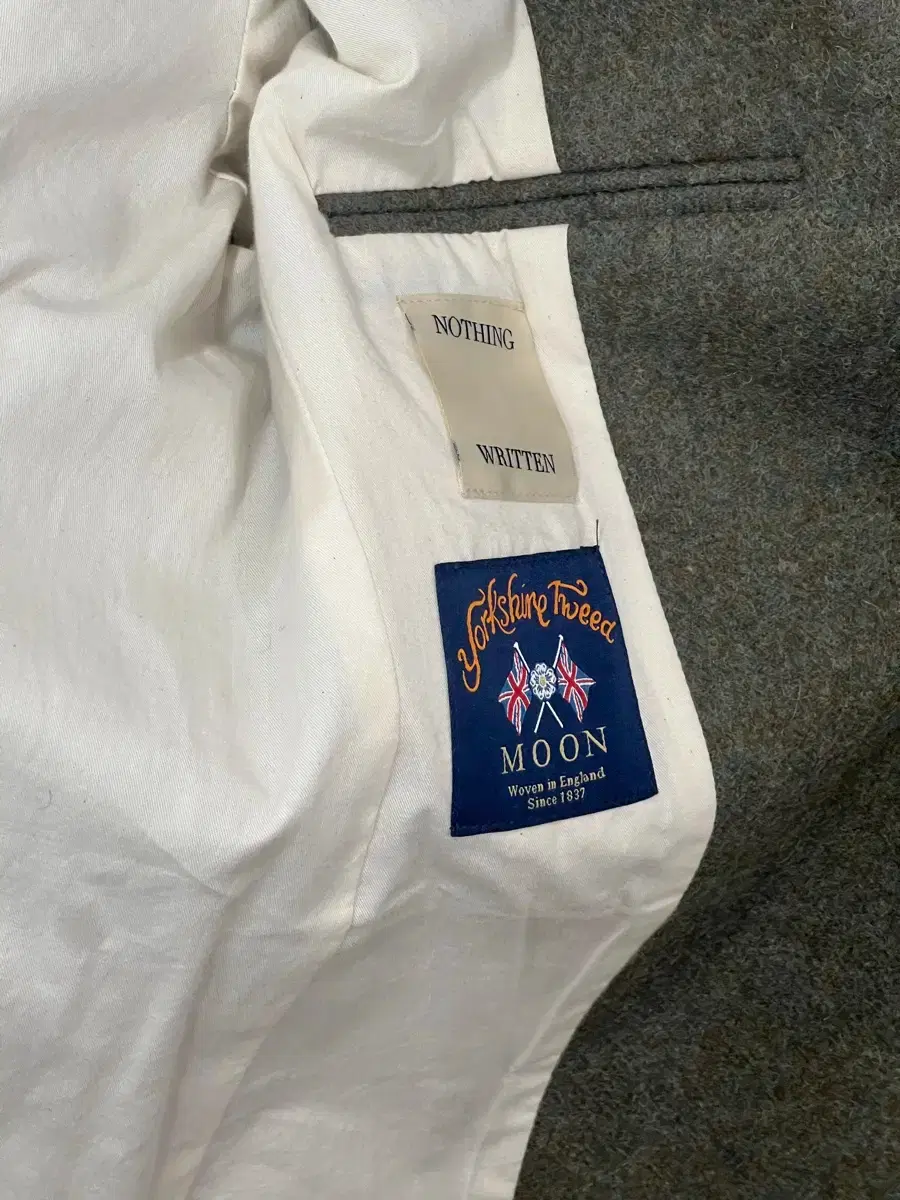 NOTHING
WRITTEN
Yorkshire Tweed
MOON
Woven in England
Since 1837